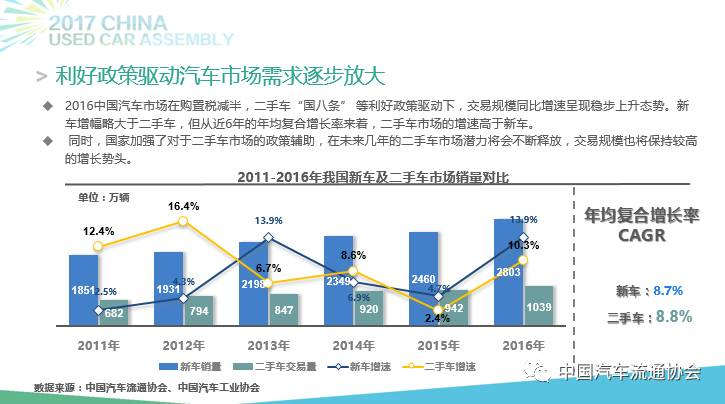 2017 CHINA
USED CAR ASSEMBLY
> 利好政策驱动汽车市场需求逐步放大
◆ 2016中国汽车市场在购置税减半，二手车“国八条” 等利好政策驱动下，交易规模同比增速呈现稳步上升态势。新
车增幅略大于二手车，但从近6年的年均复合增长率来着，二手车市场的增速高于新车。
◆ 同时，国家加强了对于二手车市场的政策辅助，在未来几年的二手车市场潜力将会不断释放，交易规模也将保持较高
的增长势头。
2011-2016年我国新车及二手车市场销量对比
单位：万辆
12.4% 16.4% 13.9% 8.6% 13.9%
6.7% 10.3%
2.5% 4.3% 6.9% 4.7%
2.4%
1851 1931 2198 2349 2460 2803
682 794 847 920 942 1039
2011年 2012年 2013年 2014年 2015年 2016年
新车销量 二手车交易量 新车增速 二手车增速
年均复合增长率
CAGR
新车：8.7%
二手车：8.8%
数据来源：中国汽车流通协会、中国汽车工业协会
中国汽车流通协会